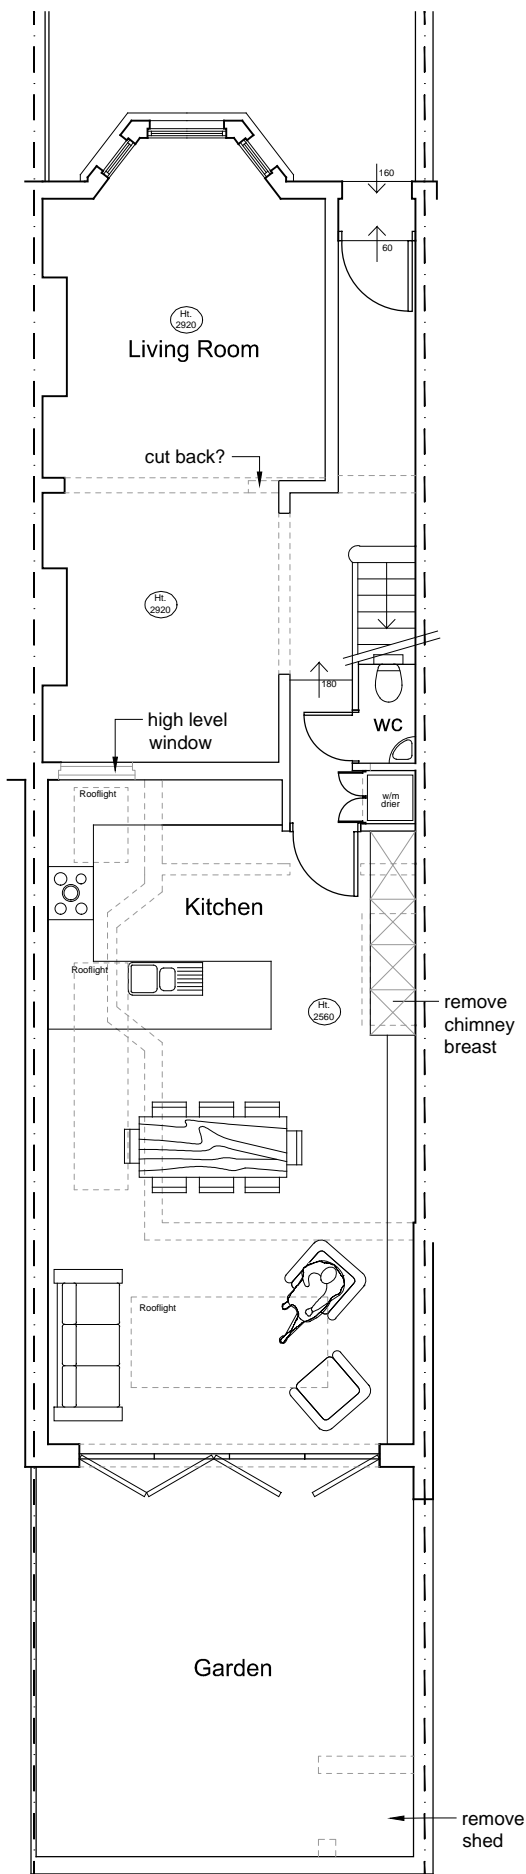 160
60
Ht.
2920
Living Room
cut back?
Ht.
2920
180
WC
high level
window
Rooflight
w/m
drier
Kitchen
Rooflight
Ht.
2560
remove
chimney
breast
Rooflight
Garden
remove
shed